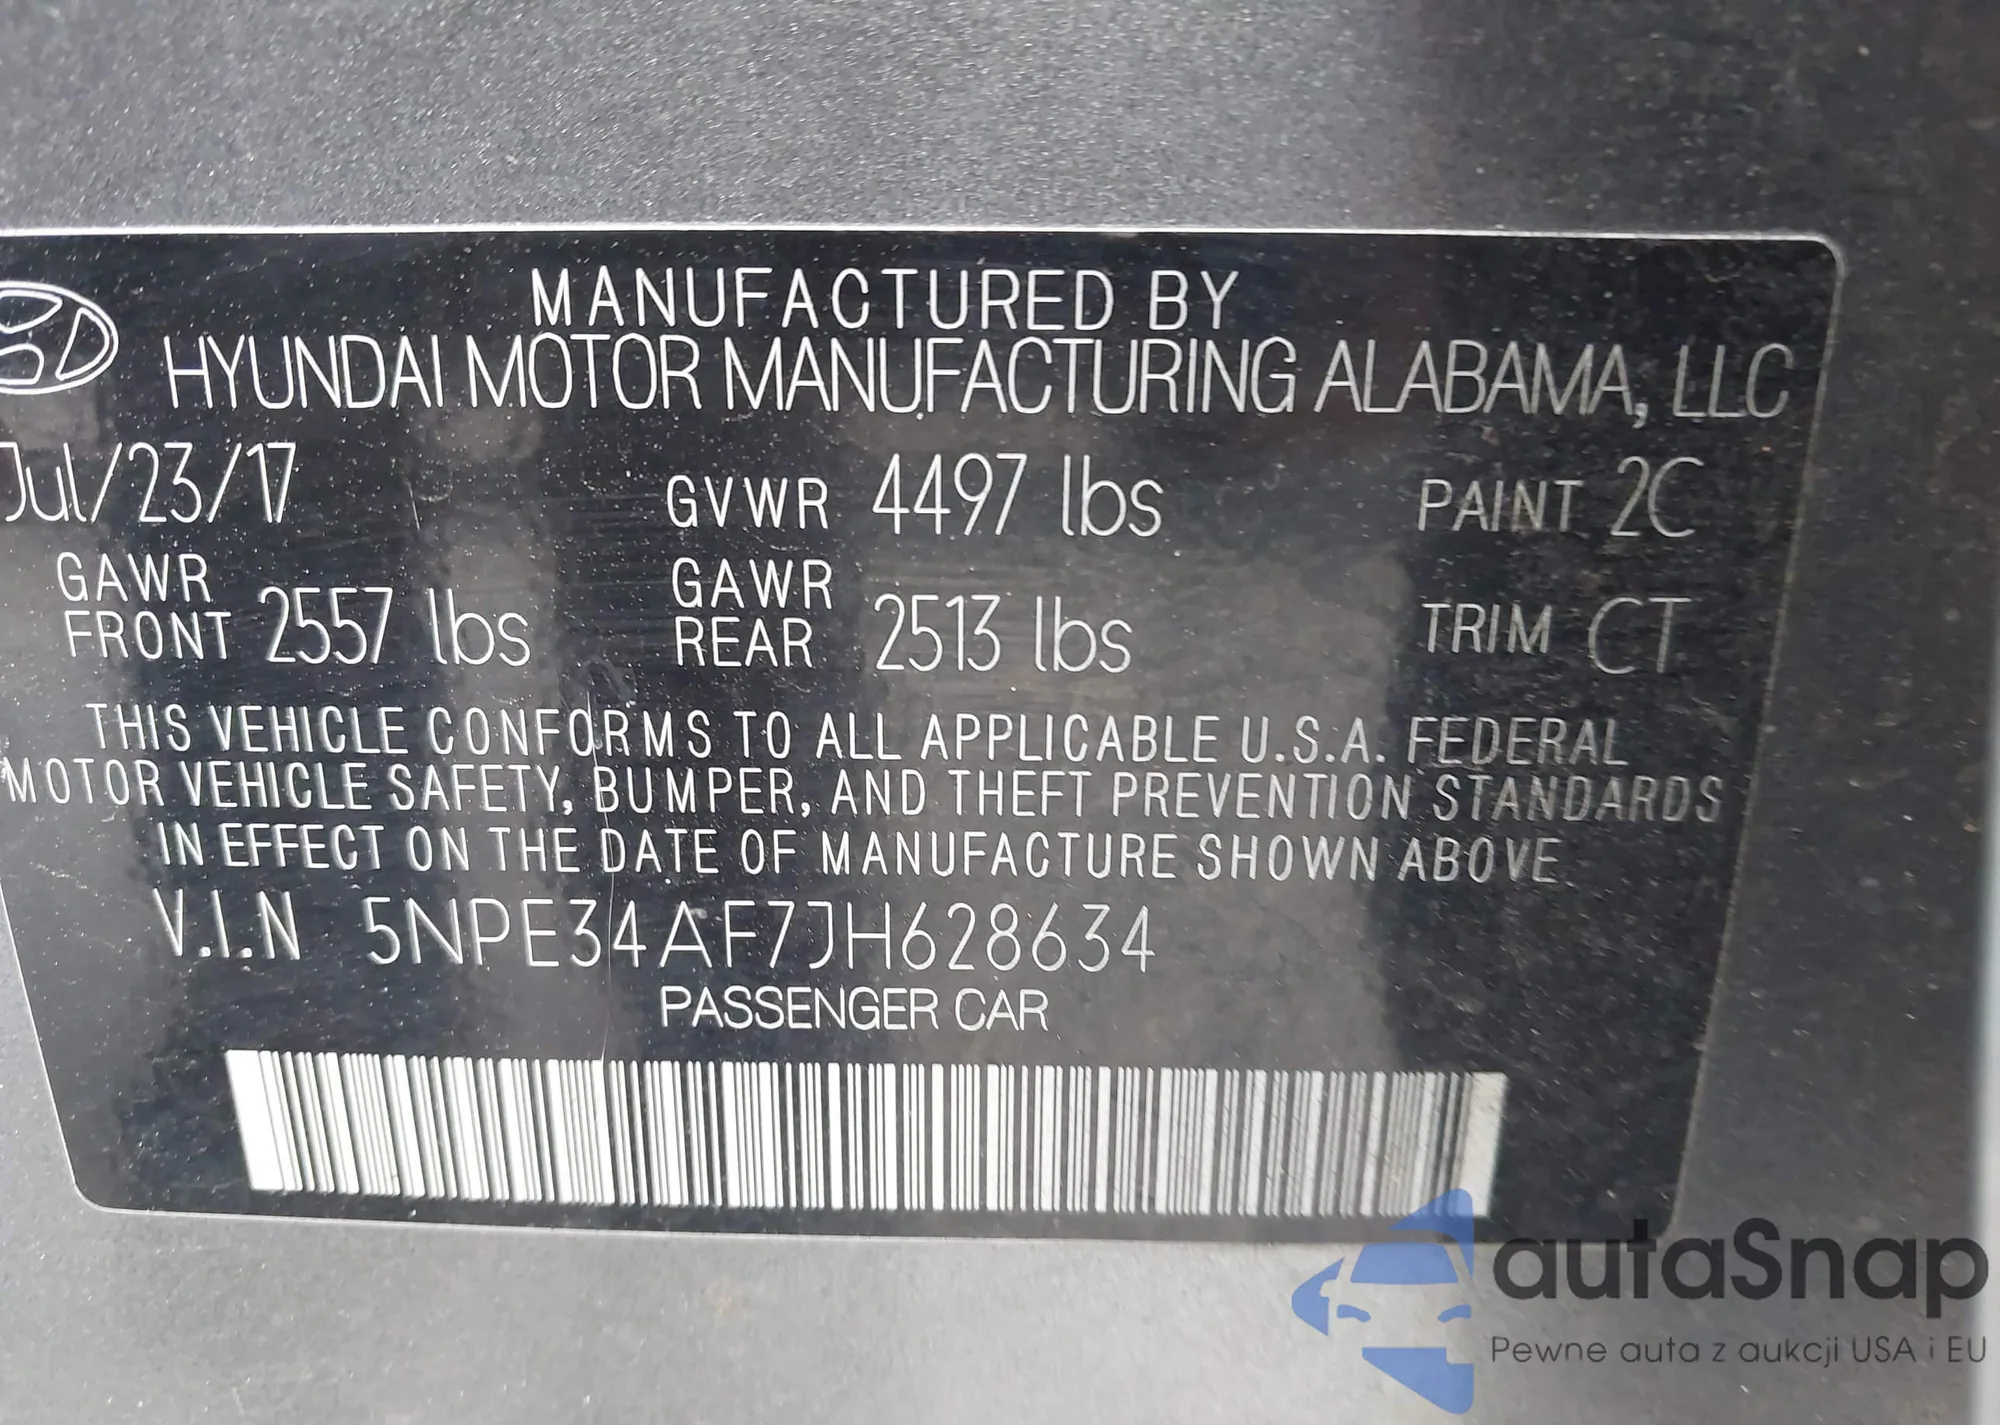 MANUFACTURED BY
HYUNDAI MOTOR MANUFACTURING ALABAMA, LLC
Jul/23/17 GVWR 4497 lbs PAINT 2C
GAWR FRONT 2557 lbs GAWR REAR 2513 lbs TRIM CT
THIS VEHICLE CONFORMS TO ALL APPLICABLE U.S.A. FEDERAL
MOTOR VEHICLE SAFETY, BUMPER, AND THEFT PREVENTION STANDARDS
IN EFFECT ON THE DATE OF MANUFACTURE SHOWN ABOVE.
V.I.N 5NPE34AF7JH628634
PASSENGER CAR
autaSnap
Pewne auta z aukcji USA i EU